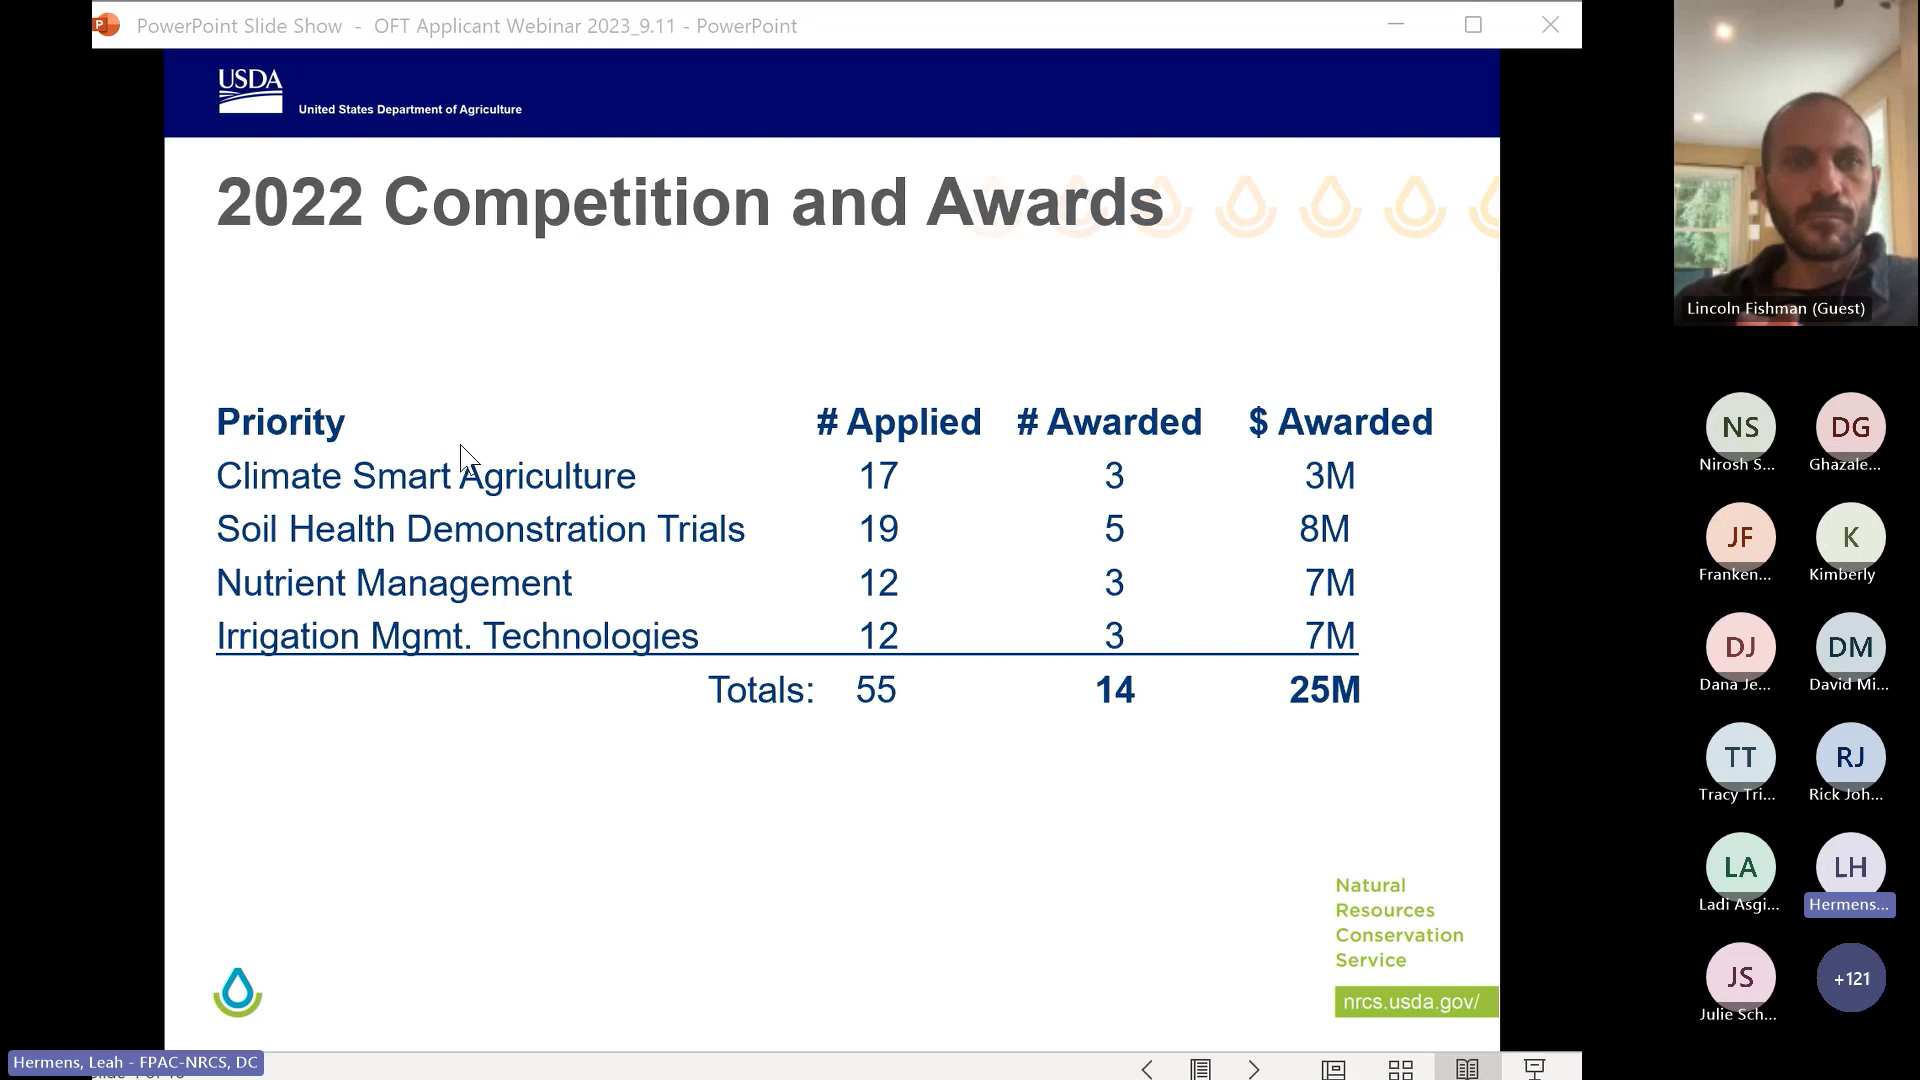 PowerPoint Slide Show - OFT Applicant Webinar 2023_9.11 - PowerPoint
USDA
United States Department of Agriculture
2022 Competition and Awards
Priority # Applied # Awarded $ Awarded
Climate Smart Agriculture 17 3 3M
Soil Health Demonstration Trials 19 5 8M
Nutrient Management 12 3 7M
Irrigation Mgmt. Technologies 12 3 7M
Totals: 55 14 25M
Natural
Resources
Conservation
Service
nrcs.usda.gov/
Hermens, Leah - FPAC-NRCS, DC
Lincoln Fishman (Guest)
NS DG
Nirosh S... Ghazale...
JF K
Franken... Kimberly
DJ DM
Dana Je... David Mi...
TT RJ
Tracy Tri... Rick Joh...
LA LH
Ladi Asgi... Hermens...
JS +121
Julie Sch...